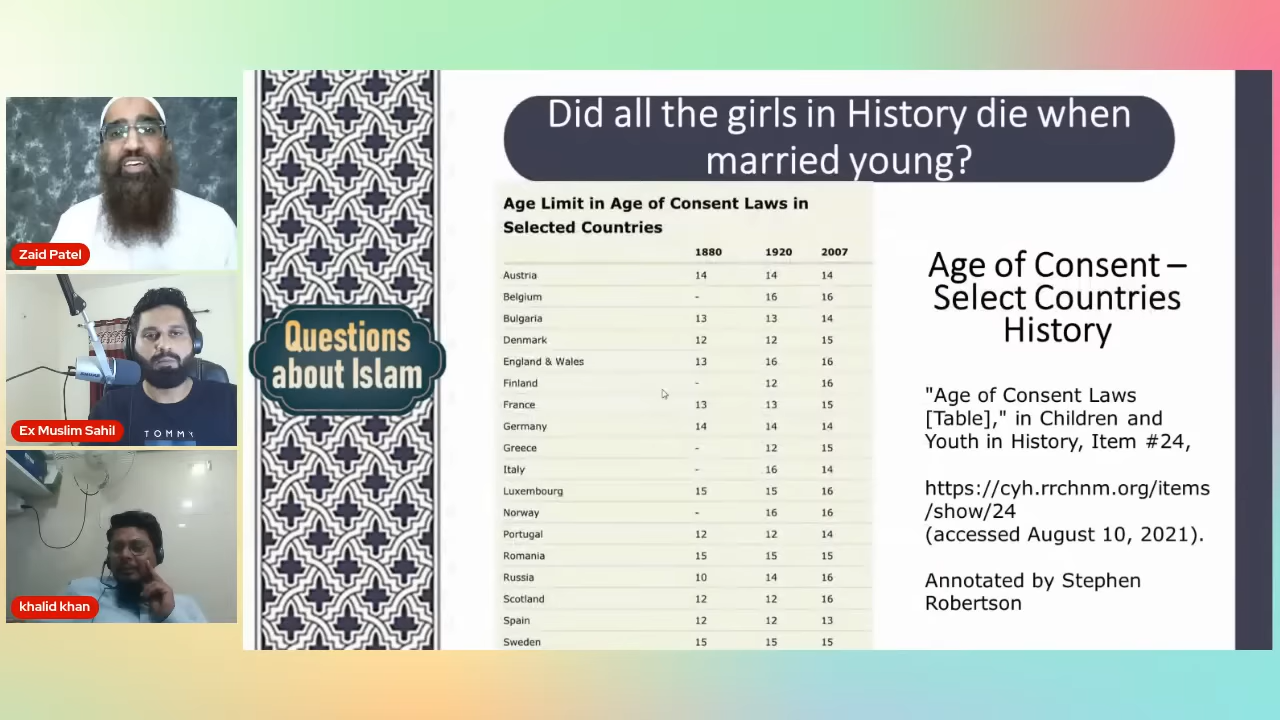 Zaid Patel
Ex Muslim Sahil
TOMMY
khalid khan
Questions
about Islam
Did all the girls in History die when
married young?
Age Limit in Age of Consent Laws in
Selected Countries
1880 1920 2007
Austria 14 14 14
Belgium - 16 16
Bulgaria 13 13 14
Denmark 12 12 15
England & Wales 13 16 16
Finland - 12 16
France 13 13 15
Germany 14 14 14
Greece - 12 15
Italy - 16 14
Luxembourg 15 15 16
Norway - 16 16
Portugal 12 12 14
Romania 15 15 15
Russia 10 14 16
Scotland 12 12 16
Spain 12 12 13
Sweden 15 15 15
Age of Consent –
Select Countries
History
"Age of Consent Laws
[Table]," in Children and
Youth in History, Item #24,
https://cyh.rrchnm.org/items
/show/24
(accessed August 10, 2021).
Annotated by Stephen
Robertson